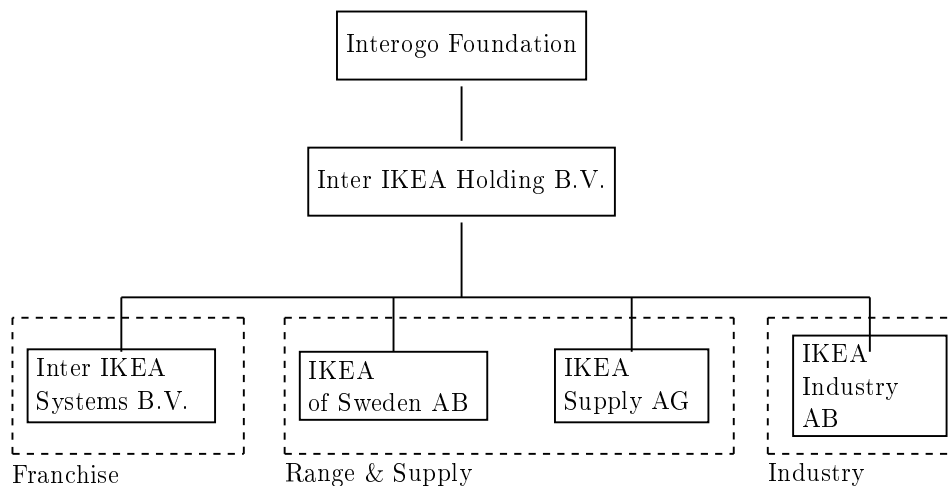 Interogo Foundation
Inter IKEA Holding B.V.
Inter IKEA
Systems B.V.
IKEA
of Sweden AB
IKEA
Supply AG
IKEA
Industry
AB
Franchise
Range & Supply
Industry